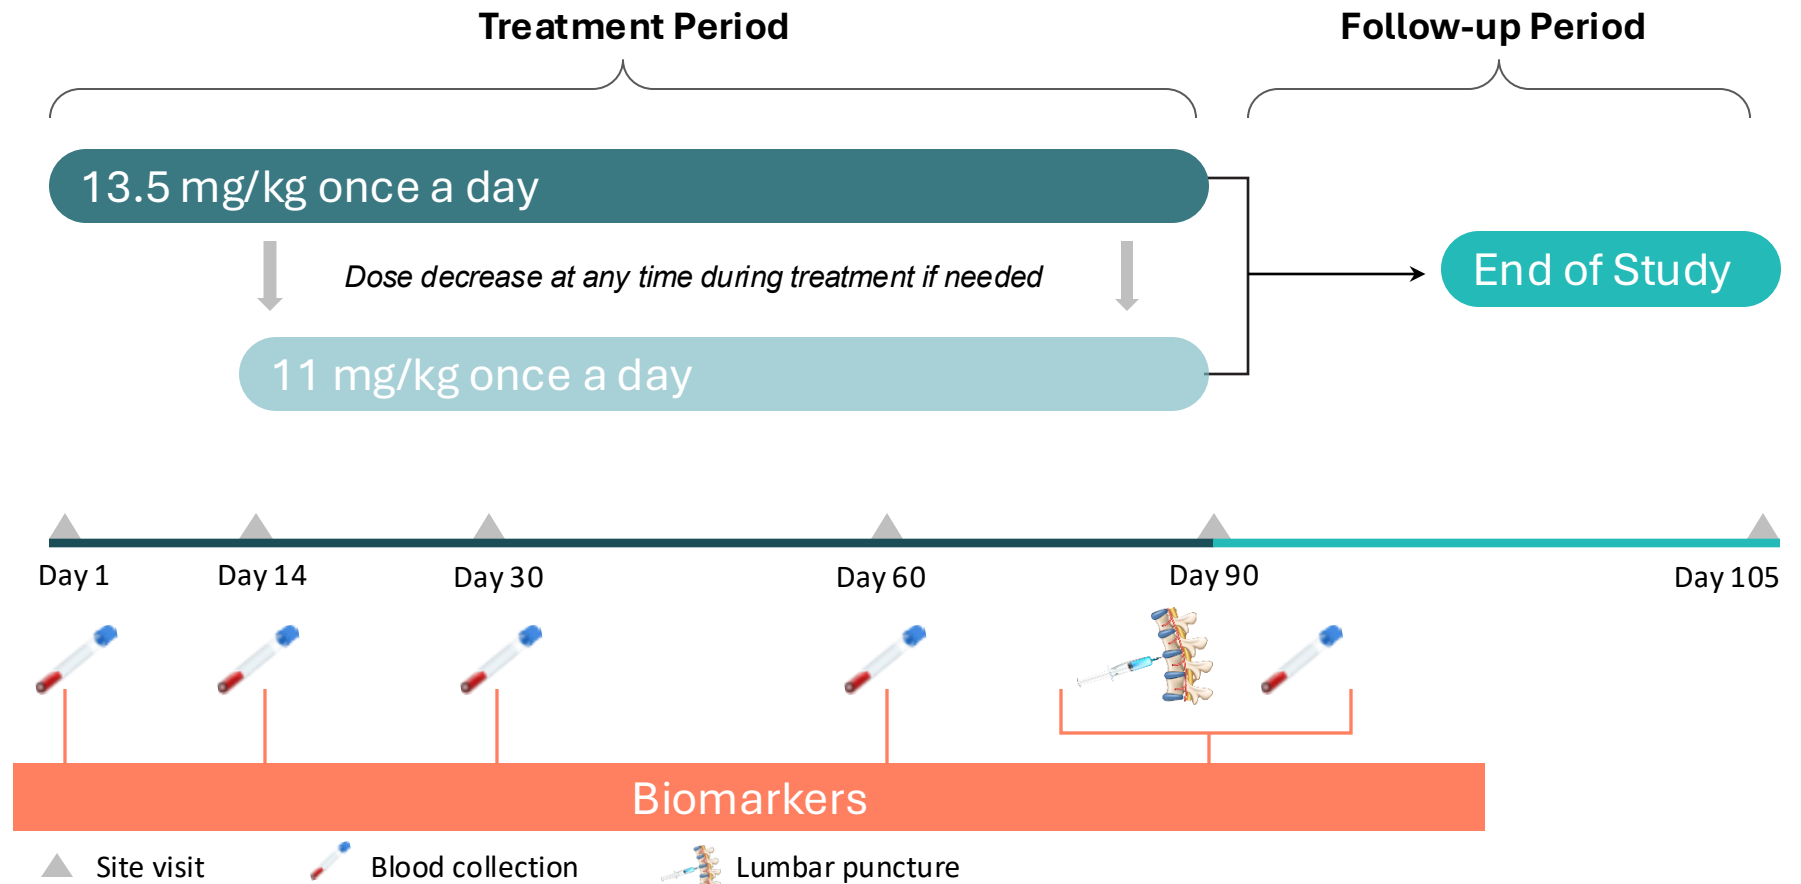 Treatment Period
Follow-up Period
13.5 mg/kg once a day
Dose decrease at any time during treatment if needed
End of Study
11 mg/kg once a day
Day 1
Day 14
Day 30
Day 60
Day 90
Day 105
Biomarkers
Site visit
Blood collection
Lumbar puncture